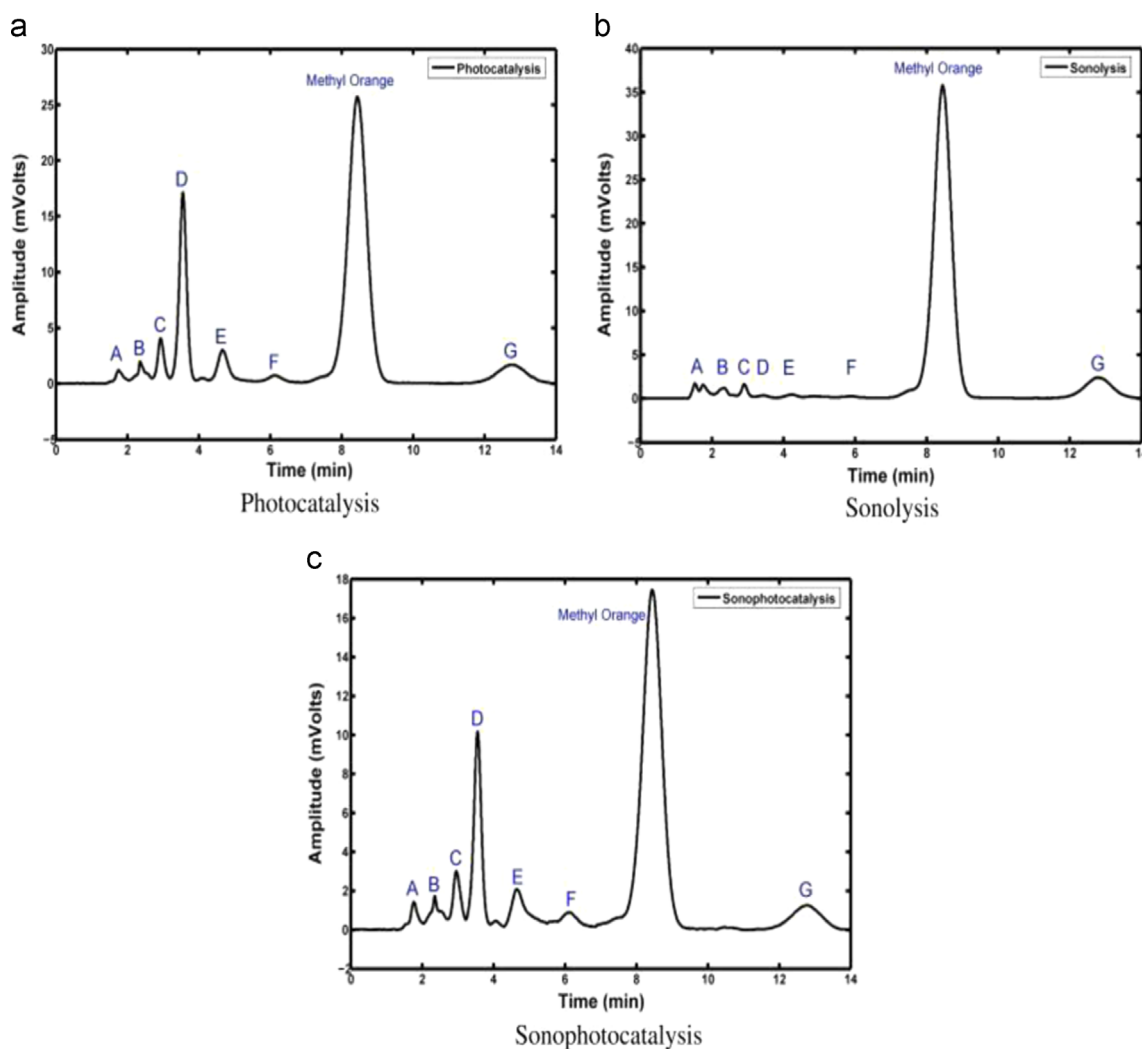 a
30
25
20
15
10
5
0
−5
Amplitude (mVolts)
Photocatalysis
Methyl Orange
A
B
C
D
E
F
G
0 2 4 6 8 10 12 14
Time (min)
Photocatalysis
b
40
35
30
25
20
15
10
5
0
−5
Amplitude (mVolts)
Methyl Orange
Sonolysis
A B C D E F
G
0 2 4 6 8 10 12 14
Time (min)
Sonolysis
c
18
16
14
12
10
8
6
4
2
0
−2
Amplitude (mVolts)
Sonophotocatalysis
Methyl Orange
A
B
C
D
E
F
G
0 2 4 6 8 10 12 14
Time (min)
Sonophotocatalysis